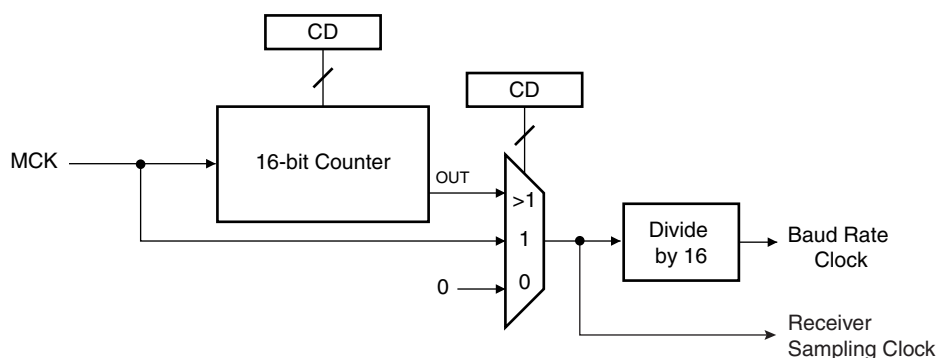 CD
CD
MCK
16-bit Counter
OUT
>1
1
0
0
Divide
by 16
Baud Rate
Clock
Receiver
Sampling Clock